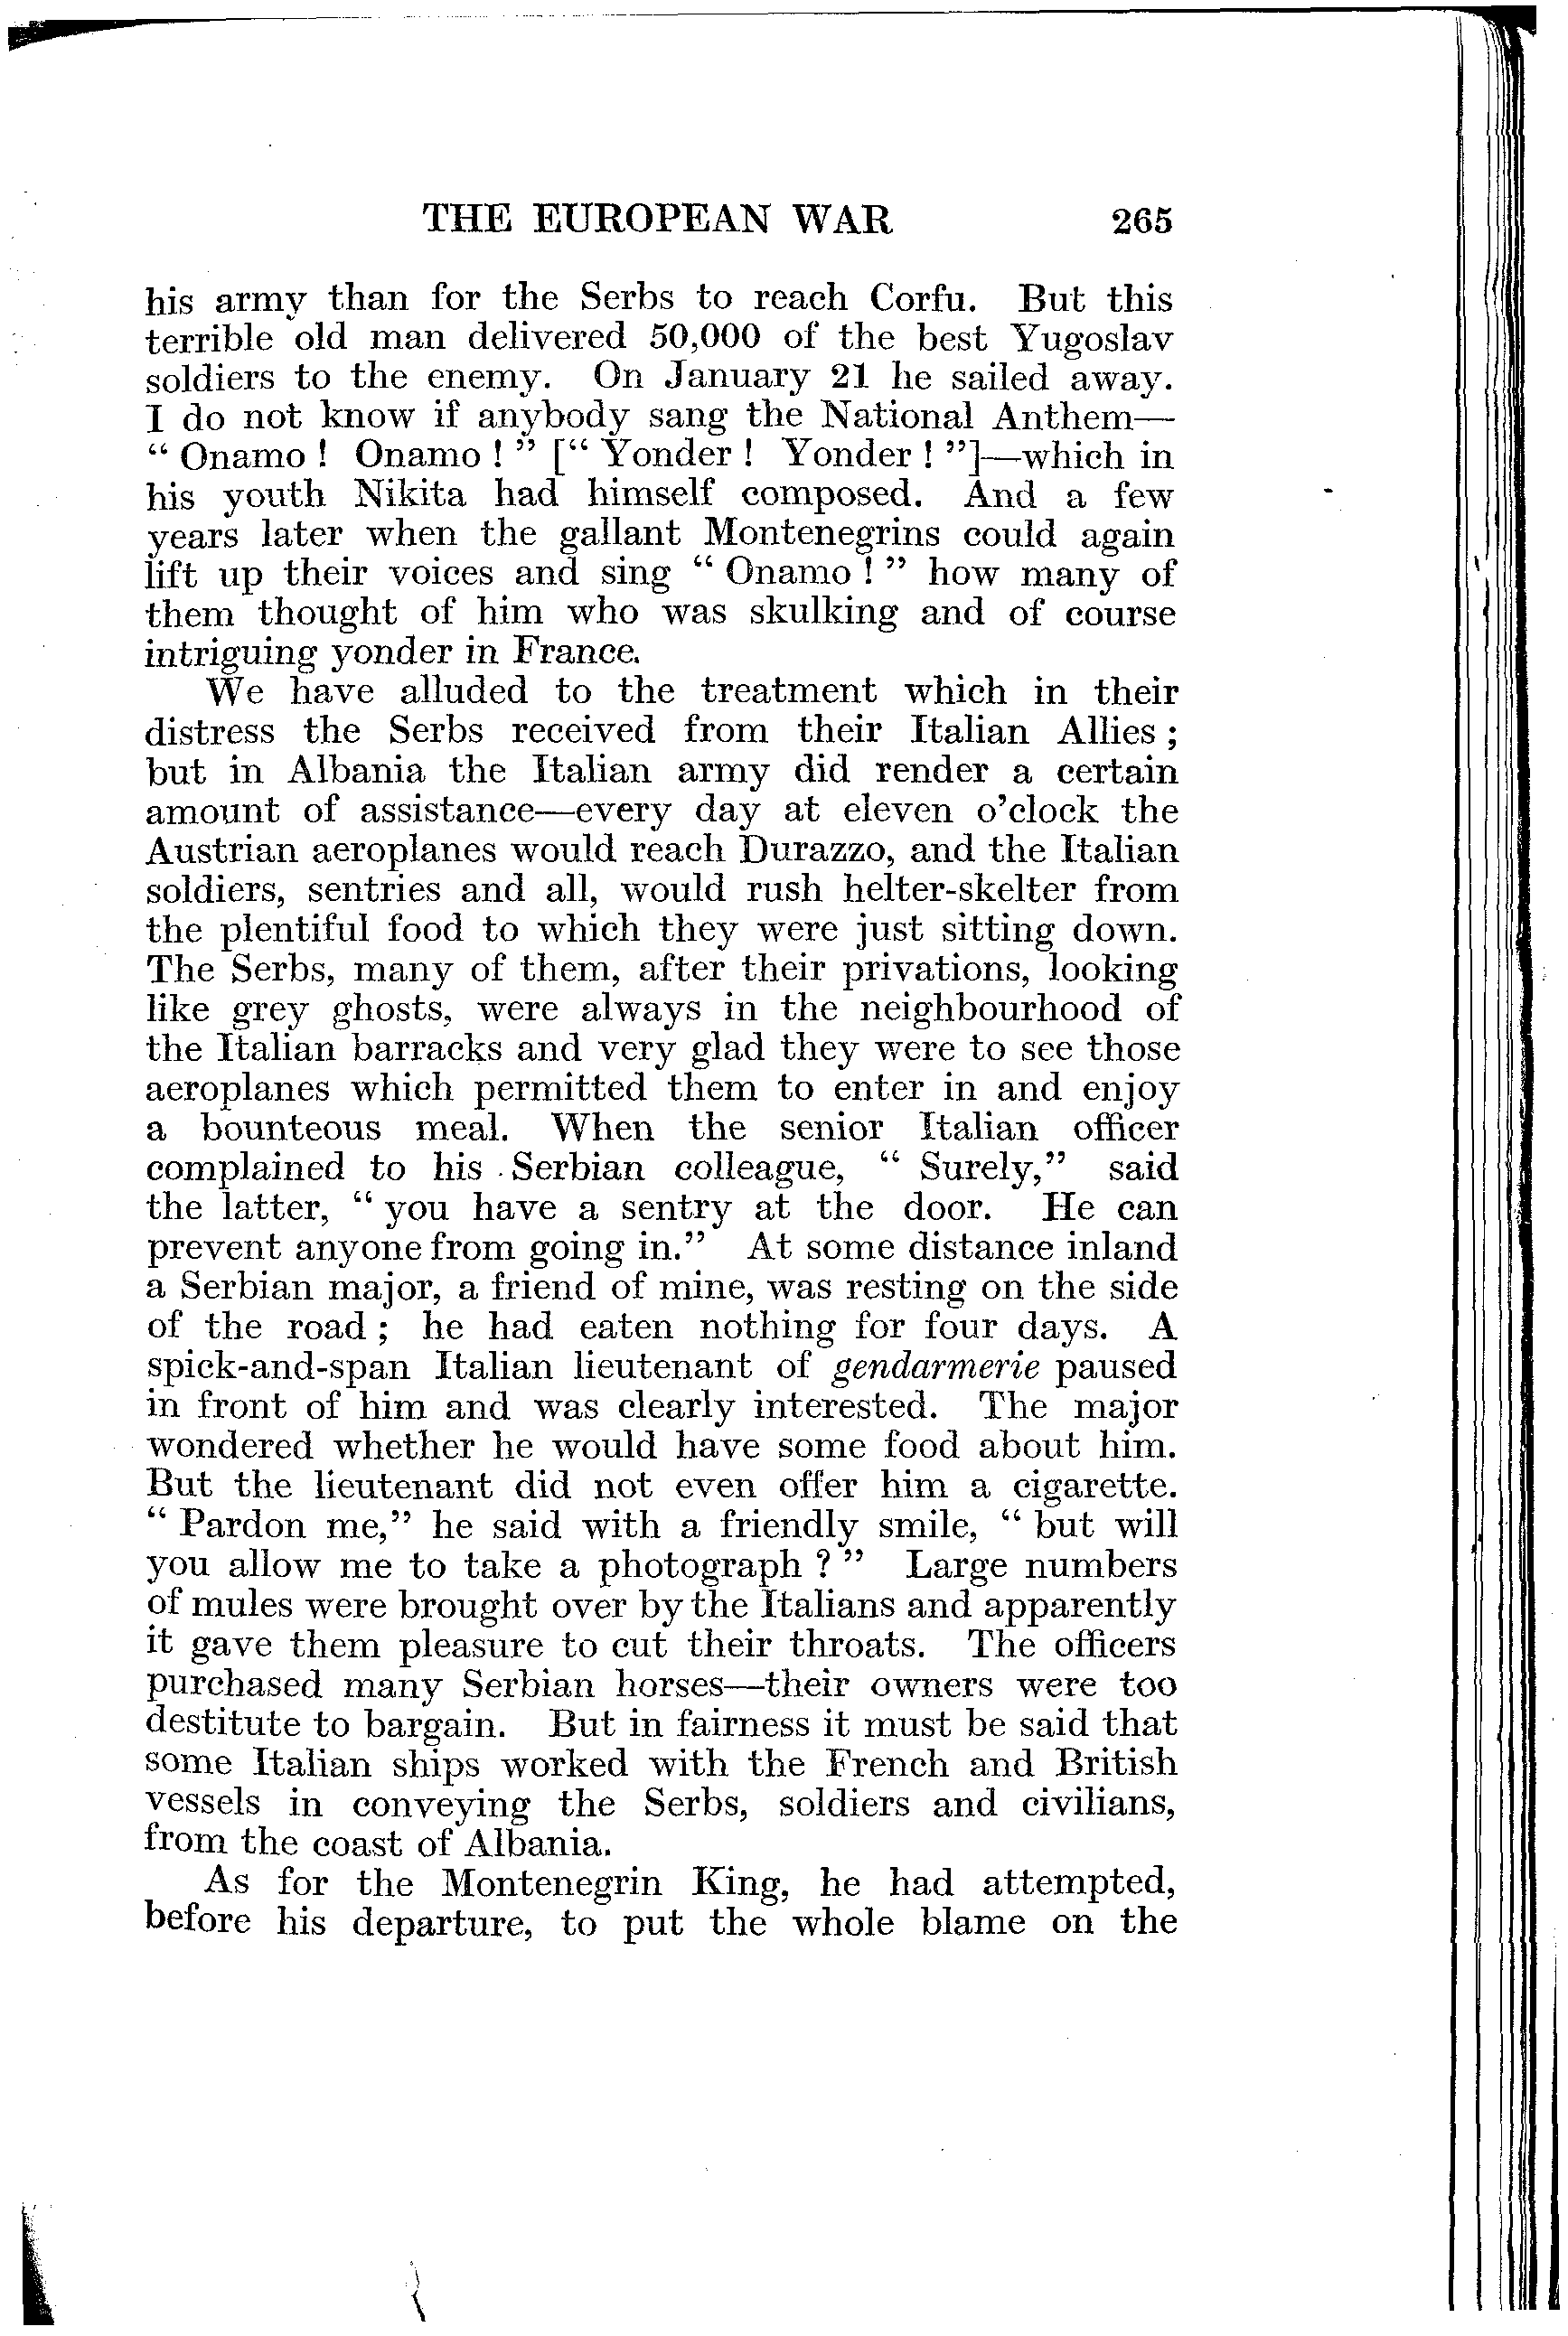 THE EUROPEAN WAR 265
his army than for the Serbs to reach Corfu. But this
terrible old man delivered 50,000 of the best Yugoslav
soldiers to the enemy. On January 21 he sailed away.
I do not know if anybody sang the National Anthem—
“ Onamo ! Onamo ! ” [“ Yonder ! Yonder ! ”]—which in
his youth Nikita had himself composed. And a few
years later when the gallant Montenegrins could again
lift up their voices and sing “ Onamo ! ” how many of
them thought of him who was skulking and of course
intriguing yonder in France.
We have alluded to the treatment which in their
distress the Serbs received from their Italian Allies ;
but in Albania the Italian army did render a certain
amount of assistance—every day at eleven o’clock the
Austrian aeroplanes would reach Durazzo, and the Italian
soldiers, sentries and all, would rush helter-skelter from
the plentiful food to which they were just sitting down.
The Serbs, many of them, after their privations, looking
like grey ghosts, were always in the neighbourhood of
the Italian barracks and very glad they were to see those
aeroplanes which permitted them to enter in and enjoy
a bounteous meal. When the senior Italian officer
complained to his Serbian colleague, “ Surely,” said
the latter, “ you have a sentry at the door. He can
prevent anyone from going in.” At some distance inland
a Serbian major, a friend of mine, was resting on the side
of the road ; he had eaten nothing for four days. A
spick-and-span Italian lieutenant of gendarmerie paused
in front of him and was clearly interested. The major
wondered whether he would have some food about him.
But the lieutenant did not even offer him a cigarette.
“ Pardon me,” he said with a friendly smile, “ but will
you allow me to take a photograph ? ” Large numbers
of mules were brought over by the Italians and apparently
it gave them pleasure to cut their throats. The officers
purchased many Serbian horses—their owners were too
destitute to bargain. But in fairness it must be said that
some Italian ships worked with the French and British
vessels in conveying the Serbs, soldiers and civilians,
from the coast of Albania.
As for the Montenegrin King, he had attempted,
before his departure, to put the whole blame on the